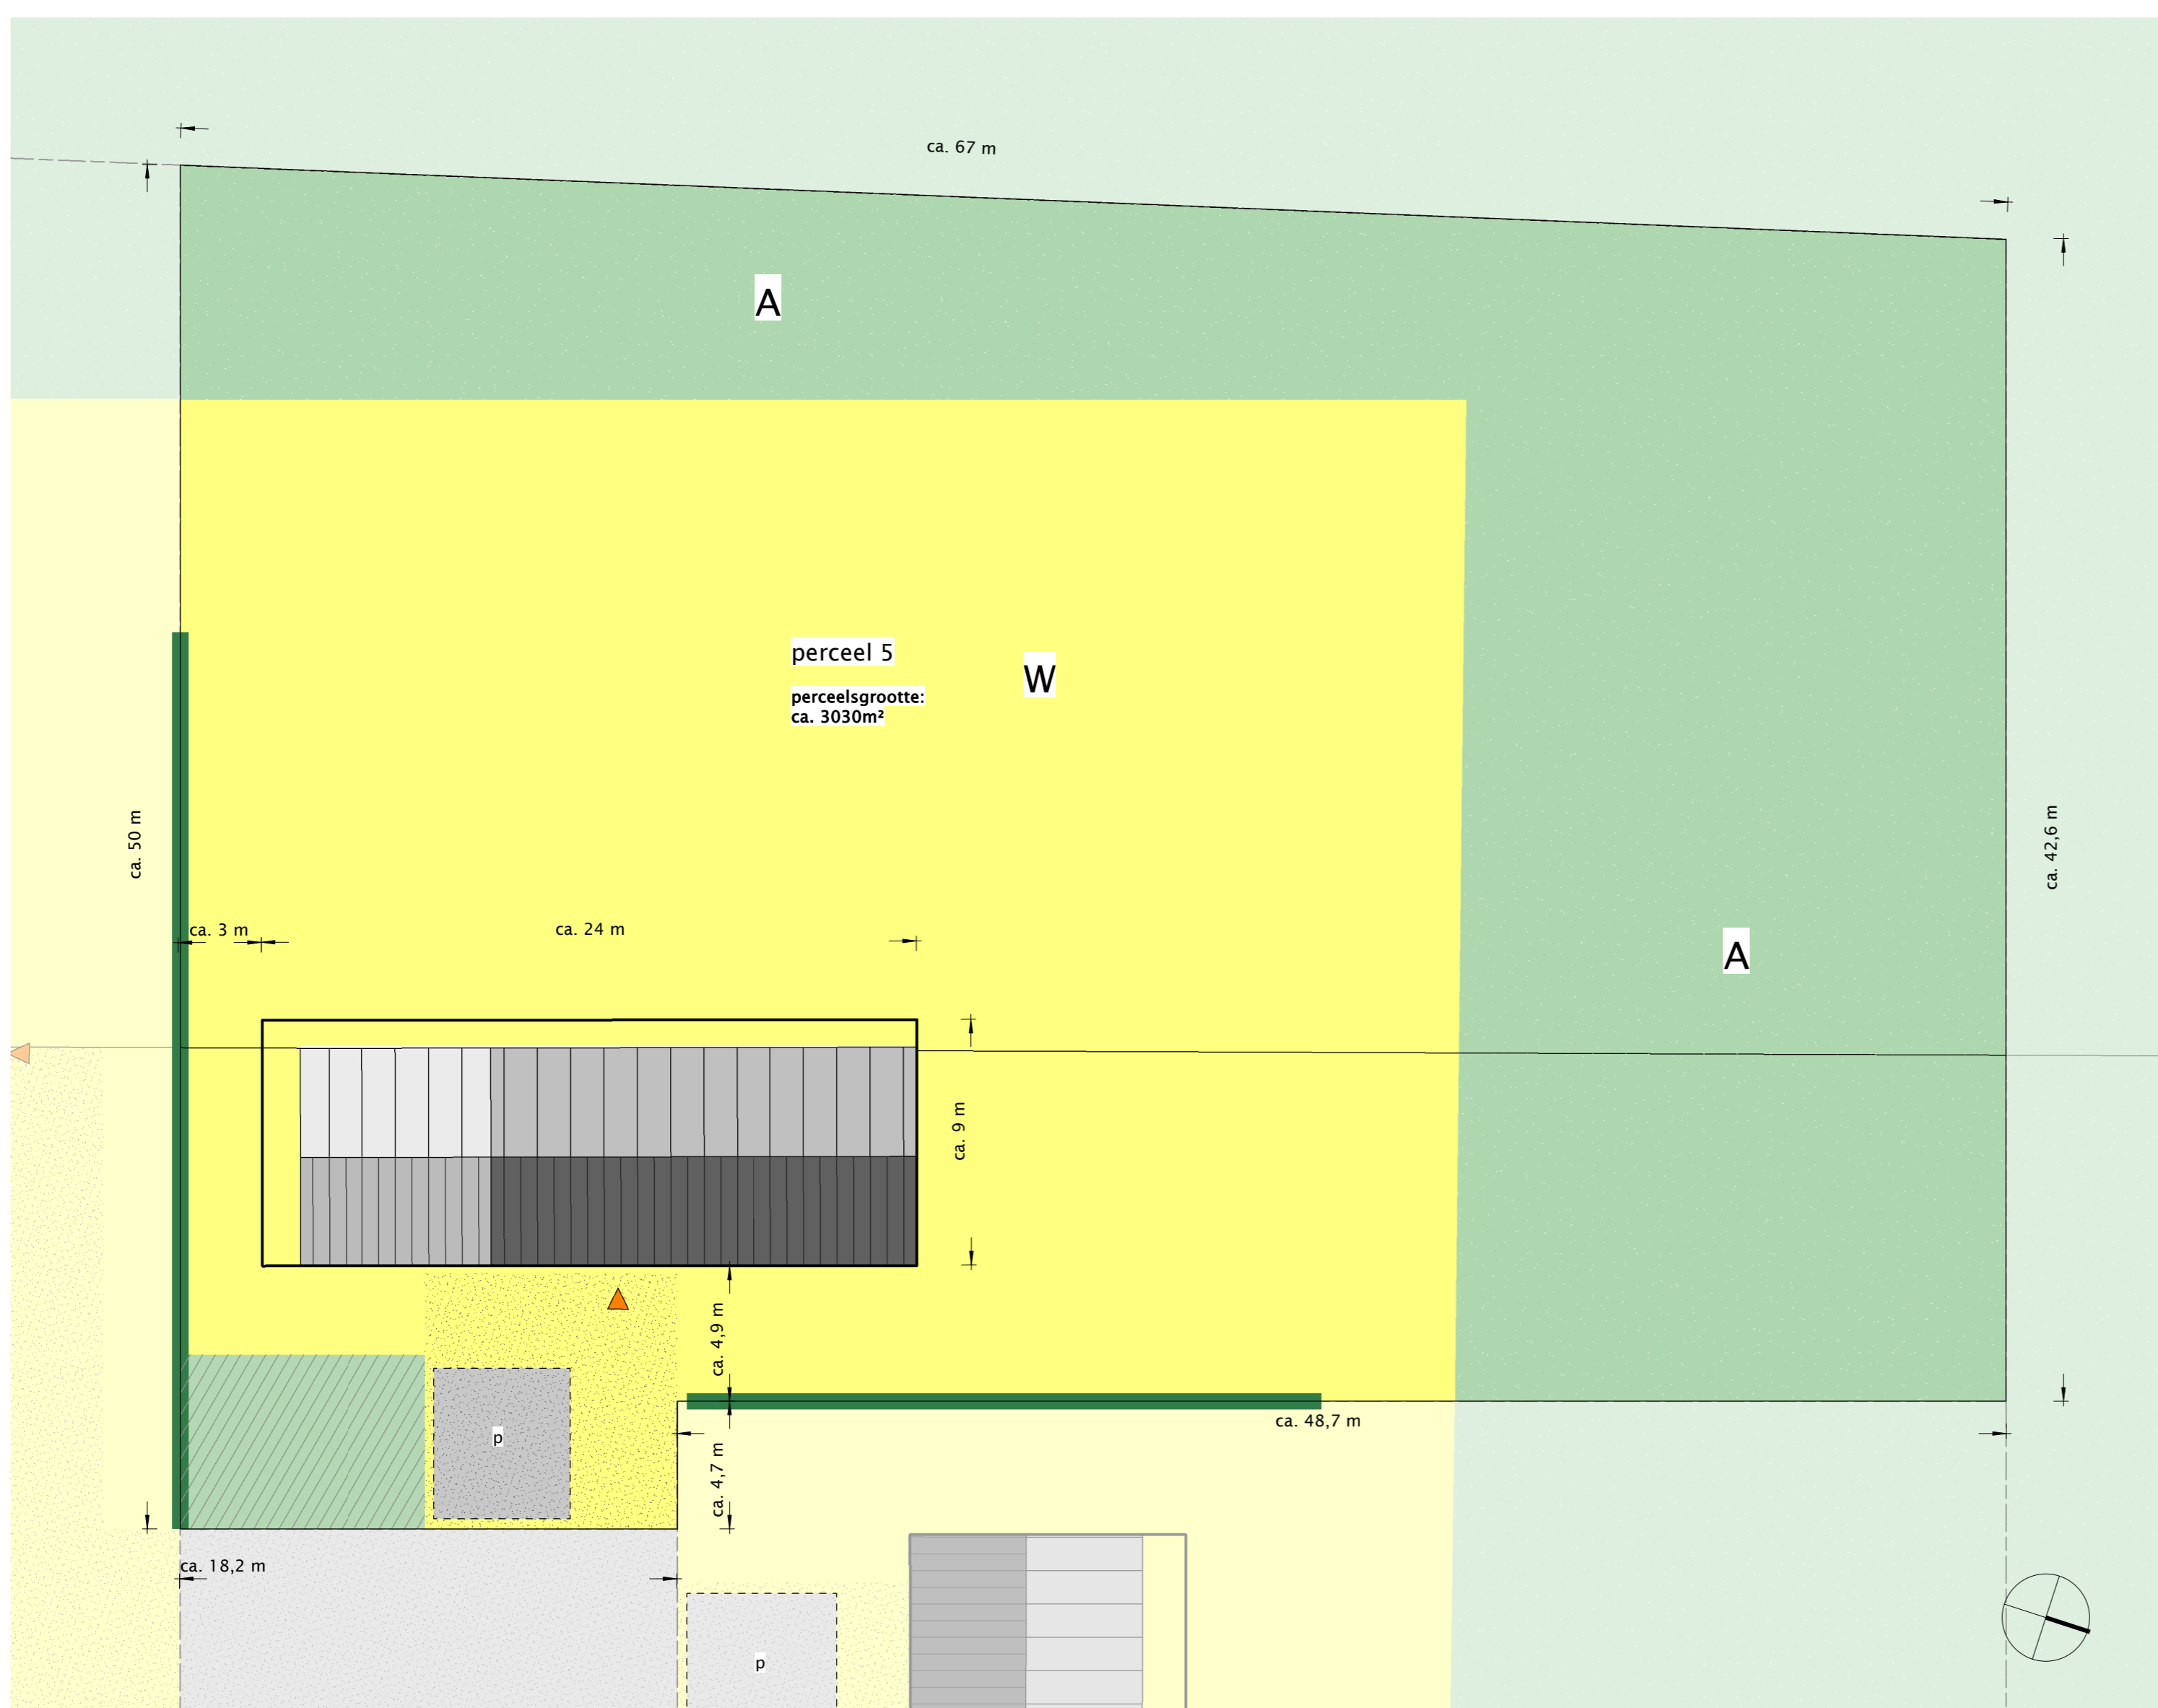 ca. 67 m
A
perceel 5
W
perceelsgrootte:
ca. 3030m²
ca. 50 m
ca. 42,6 m
ca. 3 m
ca. 24 m
A
ca. 9 m
ca. 4,9 m
ca. 48,7 m
p
ca. 4,7 m
ca. 18,2 m
p